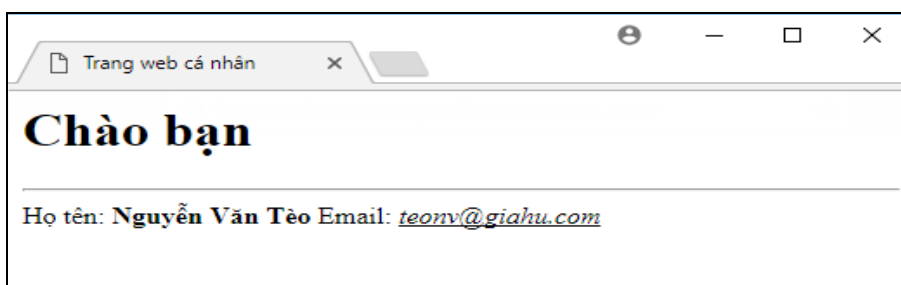 Trang web cá nhân
Chào bạn
Họ tên: Nguyễn Văn Tèo Email: teonv@giahu.com